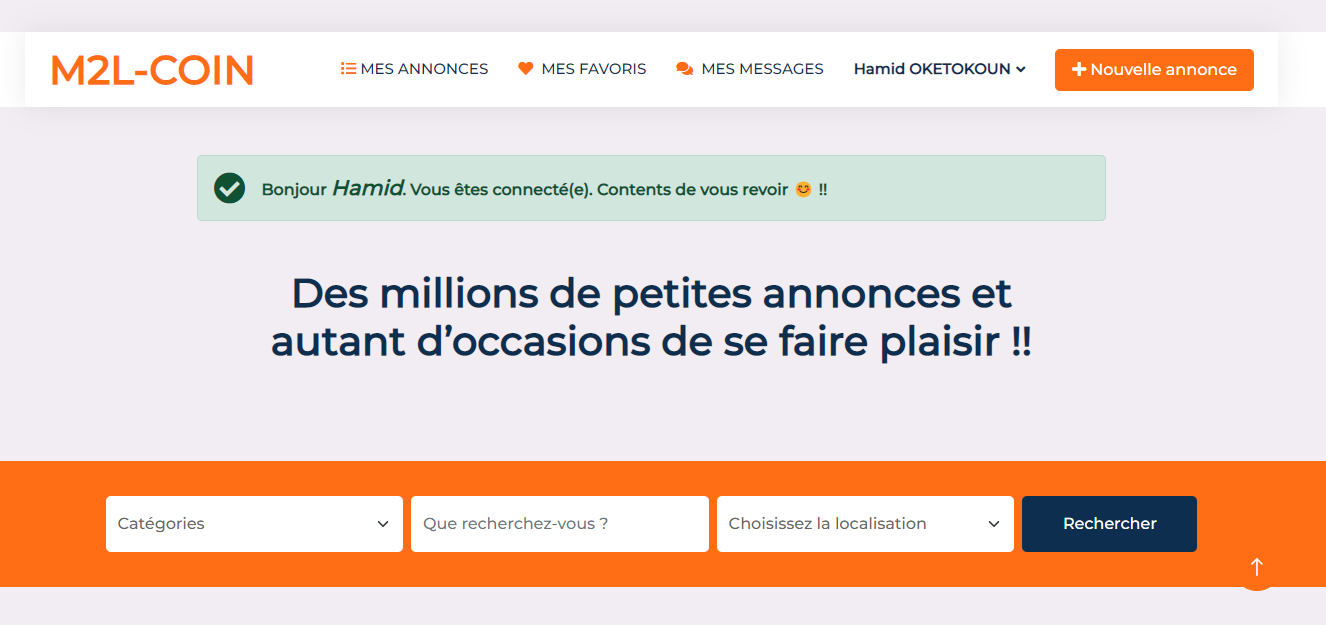 M2L-COIN
MES ANNONCES
MES FAVORIS
MES MESSAGES
Hamid OKETOKOUN
Nouvelle annonce
Bonjour Hamid. Vous êtes connecté(e). Contents de vous revoir 😊 !!
Des millions de petites annonces et
autant d’occasions de se faire plaisir !!
Catégories
Que recherchez-vous ?
Choisissez la localisation
Rechercher